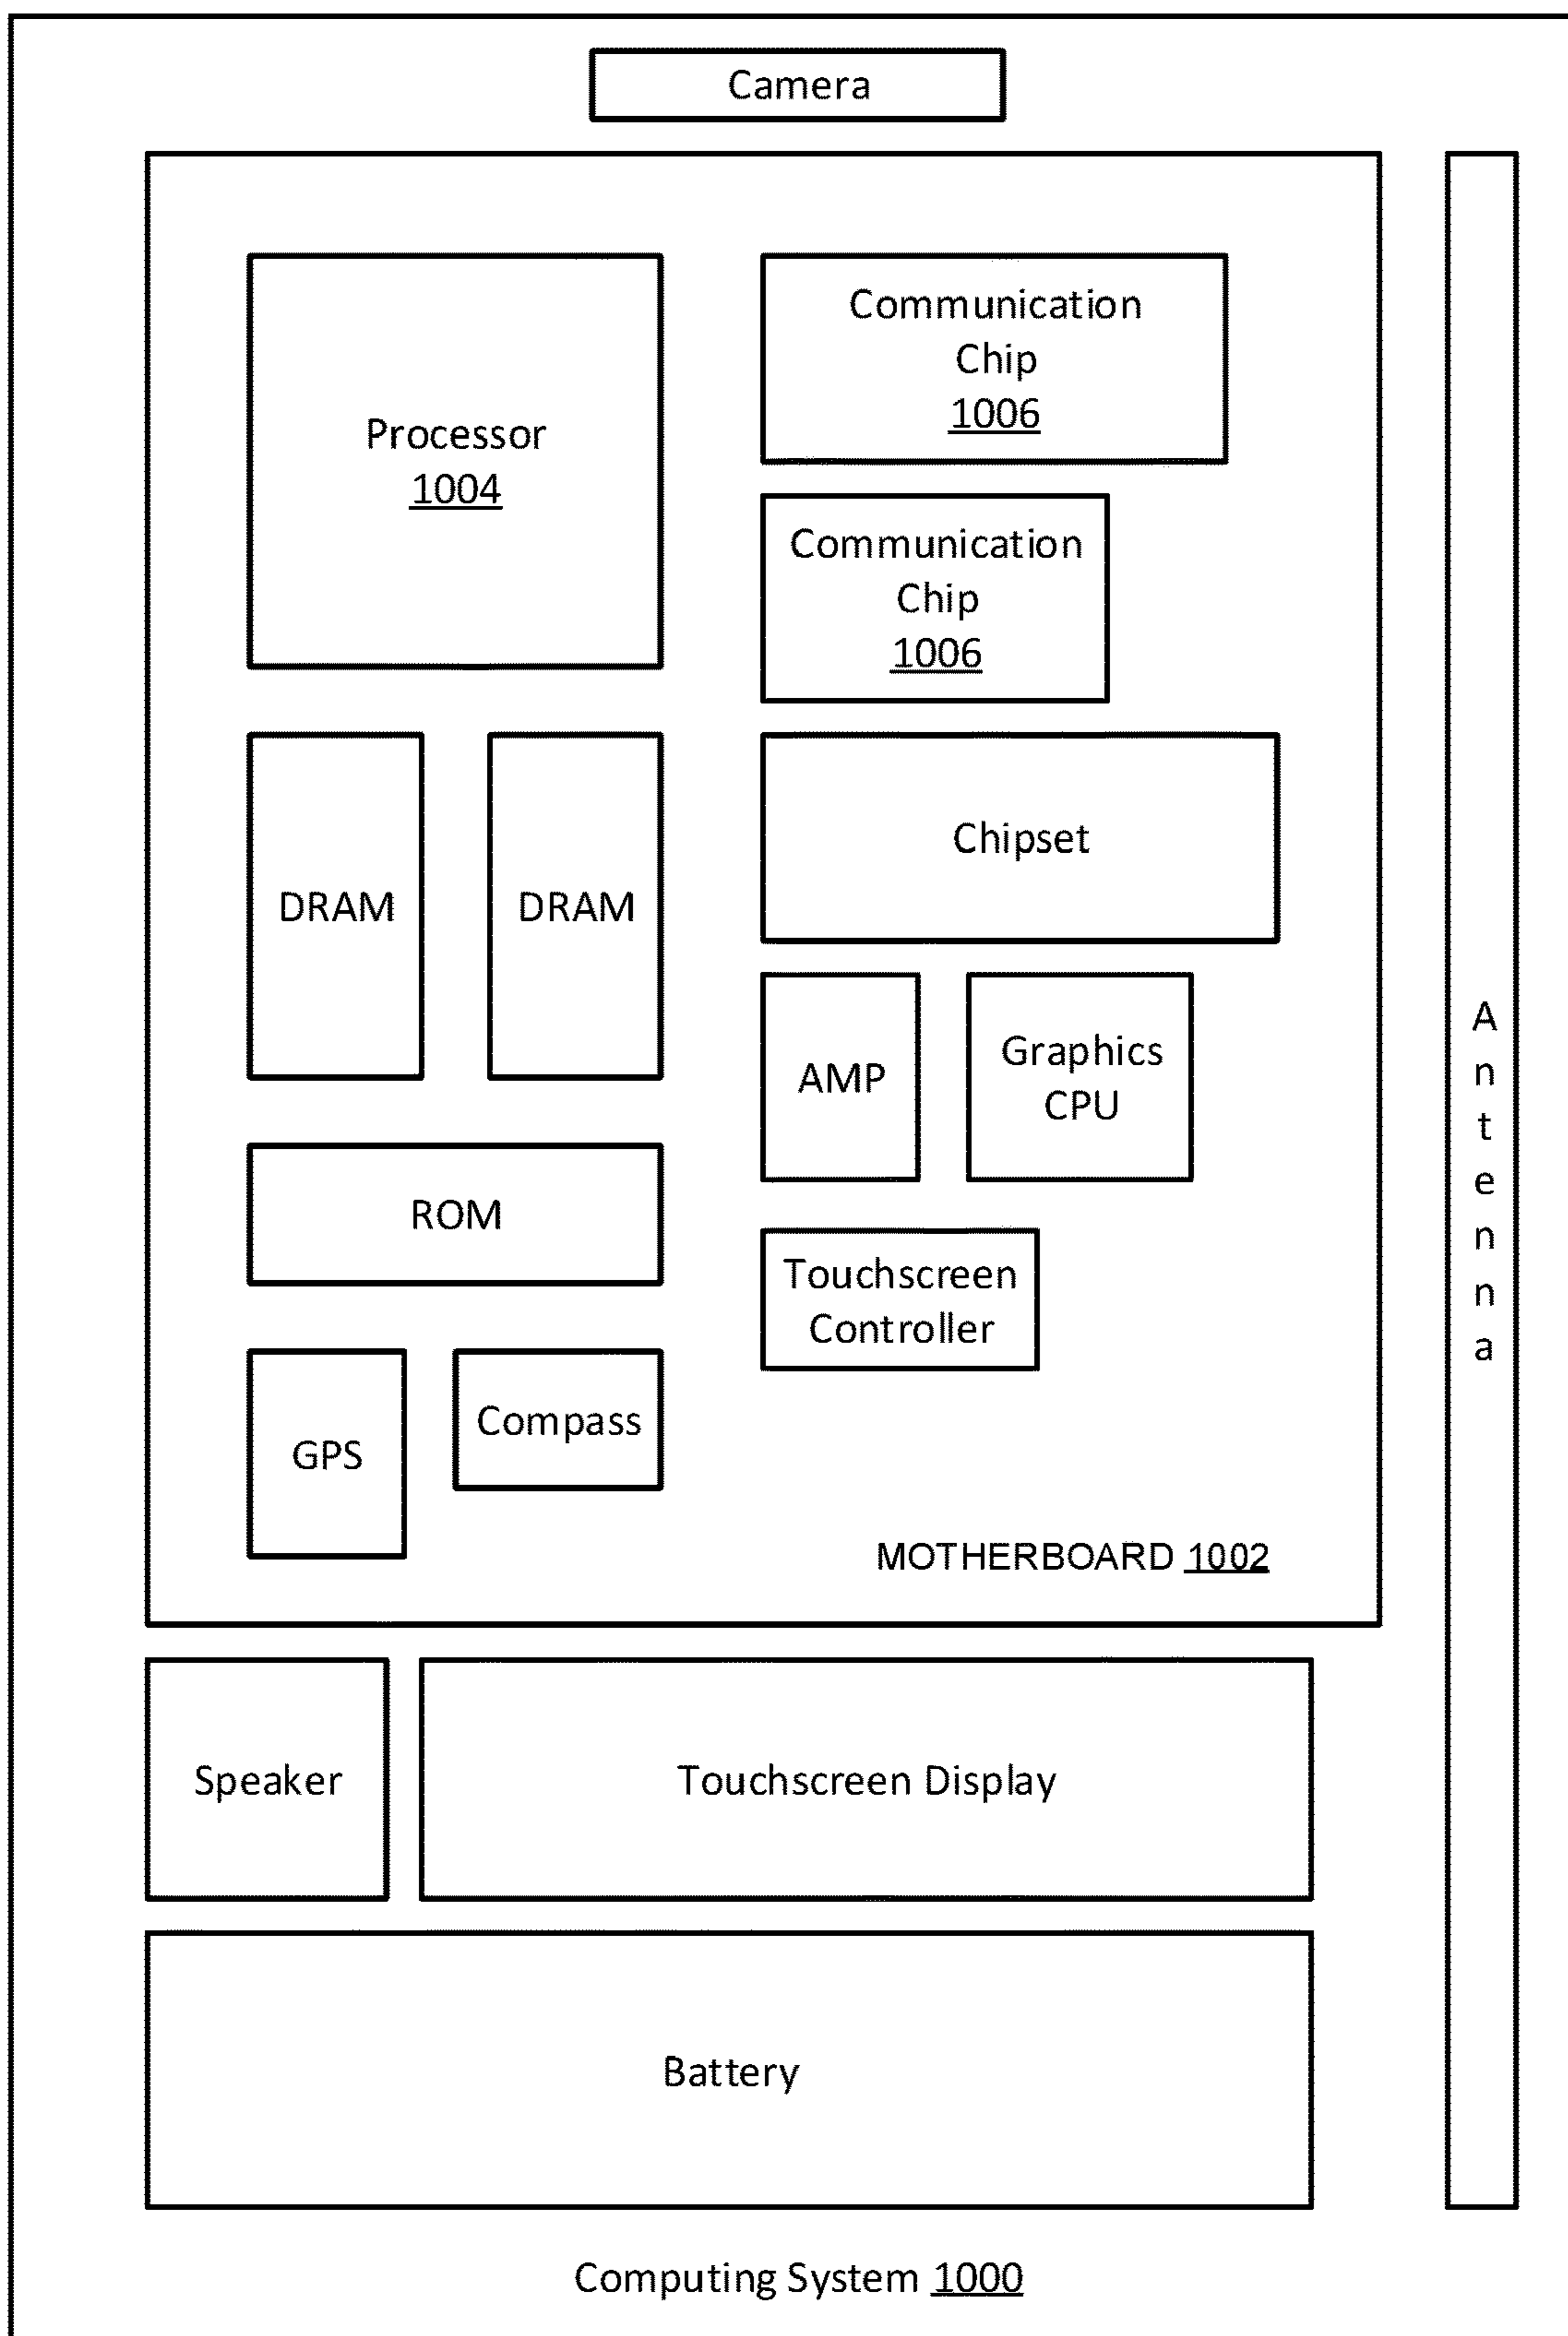 Camera
Processor
1004
Communication
Chip
1006
Communication
Chip
1006
DRAM
DRAM
Chipset
AMP
Graphics
CPU
ROM
Touchscreen
Controller
GPS
Compass
MOTHERBOARD 1002
Antenna
Speaker
Touchscreen Display
Battery
Computing System 1000